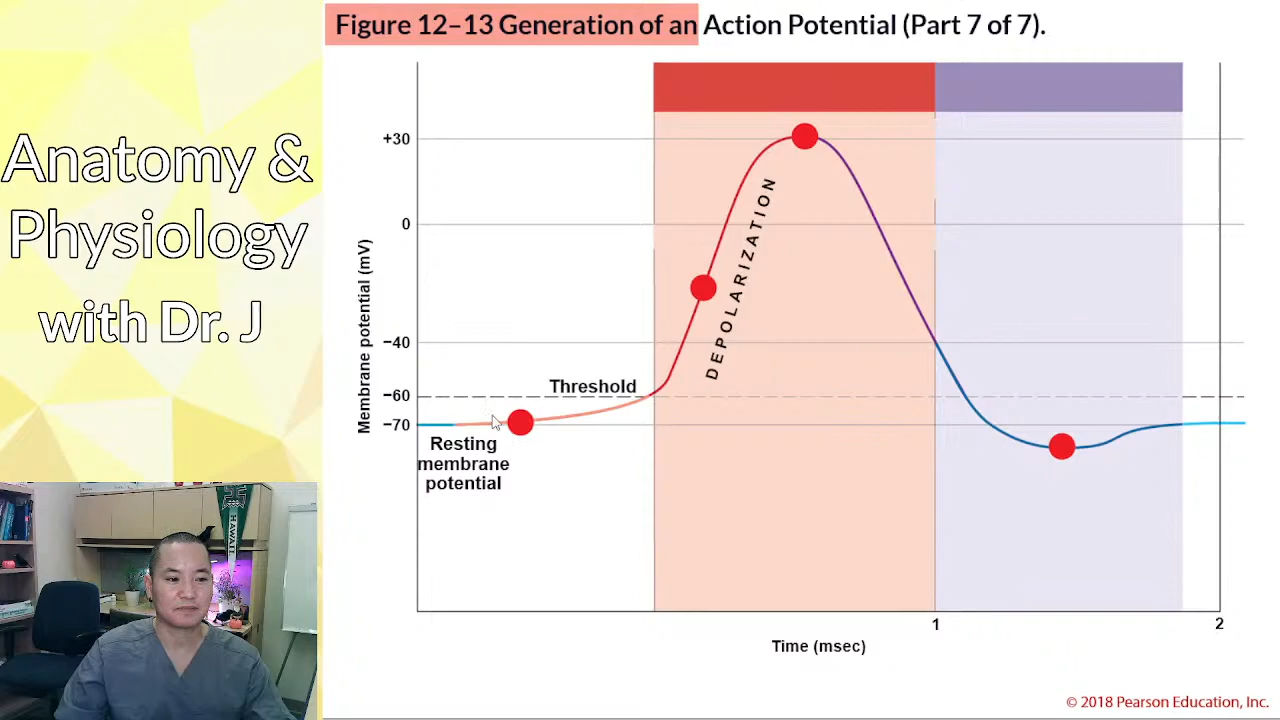 Anatomy &
Physiology
with Dr. J
Figure 12–13 Generation of an Action Potential (Part 7 of 7).
+30
0
−40
−60
−70
Membrane potential (mV)
DEPOLARIZATION
Threshold
Resting
membrane
potential
1
2
Time (msec)
HAWAII
© 2018 Pearson Education, Inc.